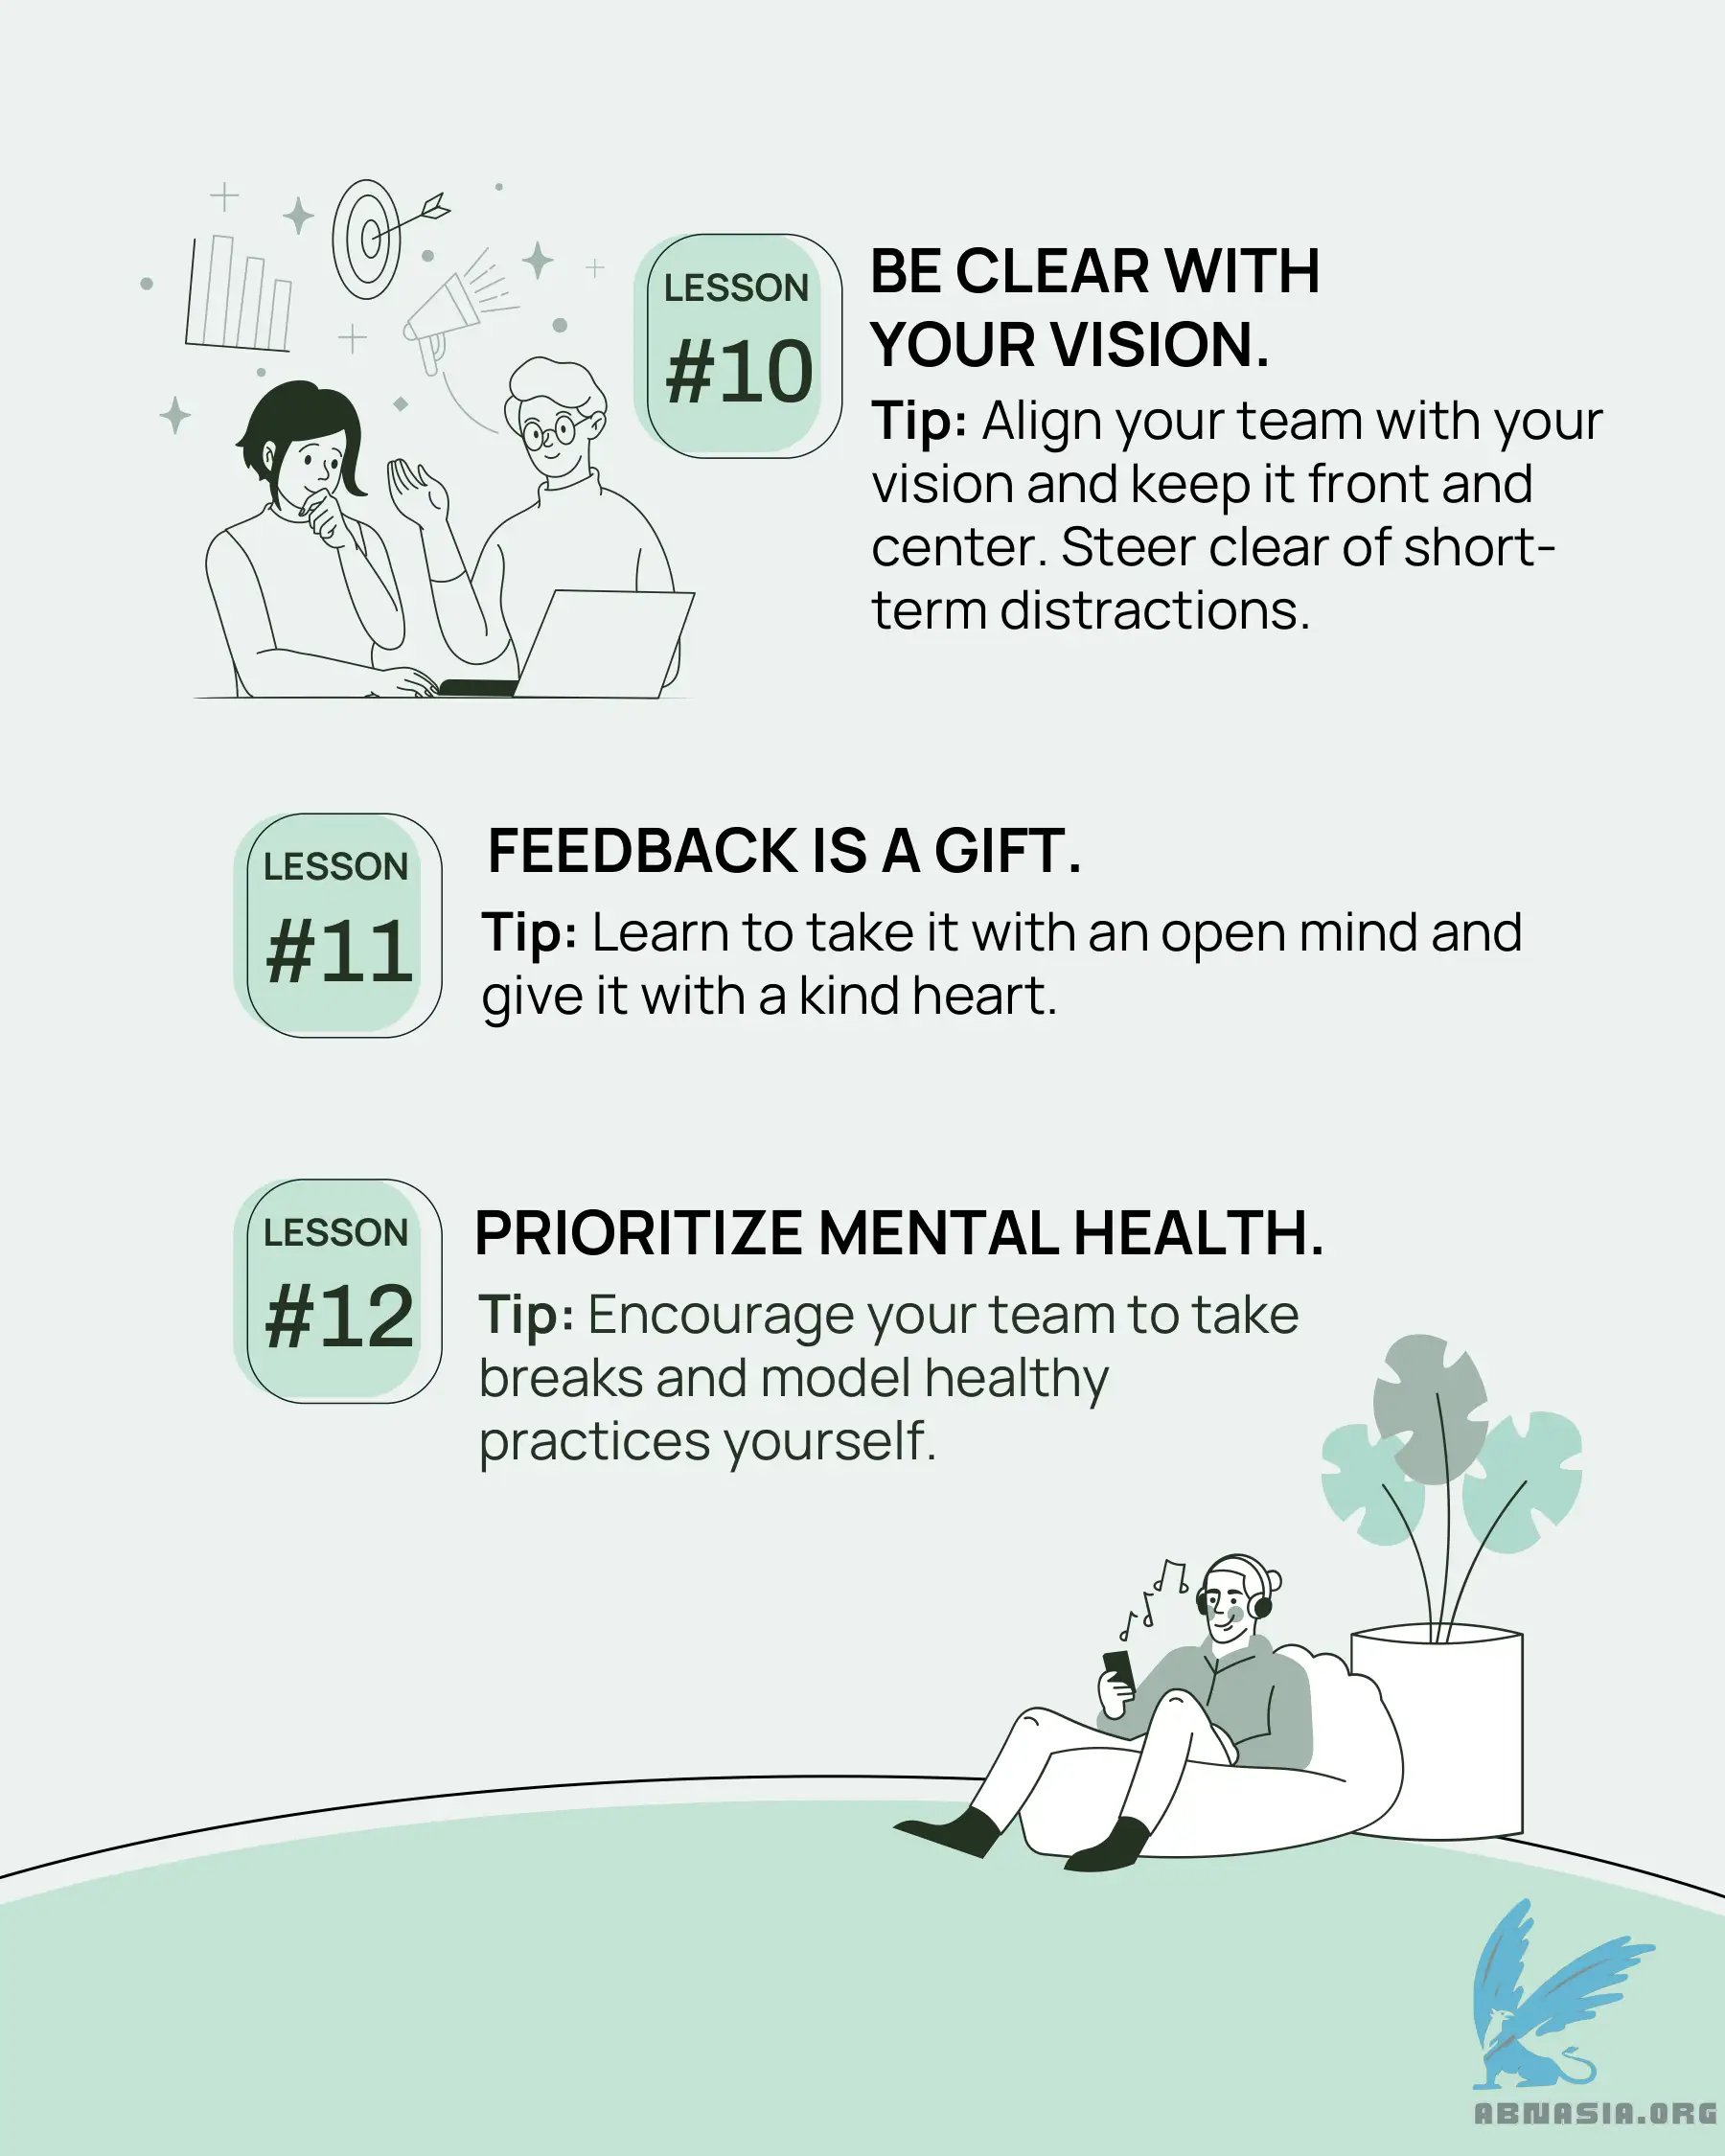 LESSON
#10
BE CLEAR WITH
YOUR VISION.
Tip: Align your team with your
vision and keep it front and
center. Steer clear of short-
term distractions.
LESSON
#11
FEEDBACK IS A GIFT.
Tip: Learn to take it with an open mind and
give it with a kind heart.
LESSON
#12
PRIORITIZE MENTAL HEALTH.
Tip: Encourage your team to take
breaks and model healthy
practices yourself.
ABNASIA.ORG